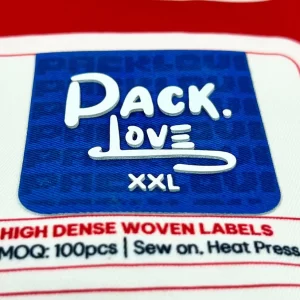 PACK.
LOVE
XXL
HIGH DENSE WOVEN LABELS
MOQ: 100pcs | Sew on, Heat Press